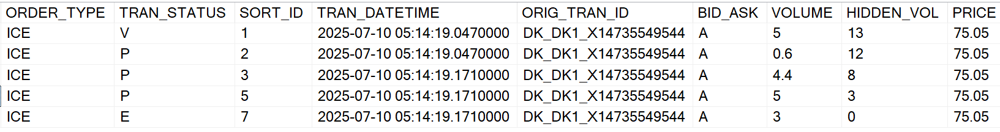 ORDER_TYPE TRAN_STATUS SORT_ID TRAN_DATETIME ORIG_TRAN_ID BID_ASK VOLUME HIDDEN_VOL PRICE
ICE V 1 2025-07-10 05:14:19.0470000 DK_DK1_X14735549544 A 5 13 75.05
ICE P 2 2025-07-10 05:14:19.0470000 DK_DK1_X14735549544 A 0.6 12 75.05
ICE P 3 2025-07-10 05:14:19.1710000 DK_DK1_X14735549544 A 4.4 8 75.05
ICE P 5 2025-07-10 05:14:19.1710000 DK_DK1_X14735549544 A 5 3 75.05
ICE E 7 2025-07-10 05:14:19.1710000 DK_DK1_X14735549544 A 3 0 75.05